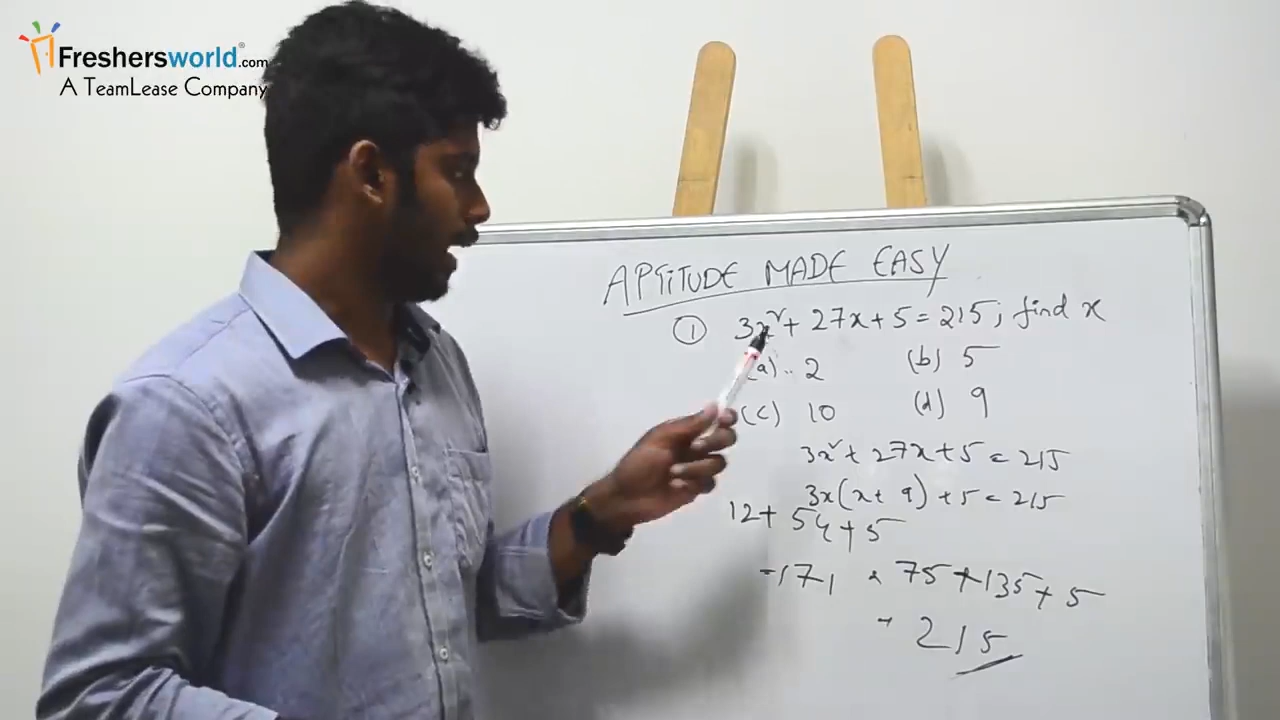 Freshersworld®.com
A TeamLease Company
APTITUDE MADE EASY
① 3x² + 27x + 5 = 215; find x
(a) .. 2 (b) 5
(c) 10 (d) 9
3x² + 27x + 5 = 215
3x(x + 9) + 5 = 215
12 + 54 + 5
= 171
= 75 + 135 + 5
= 215